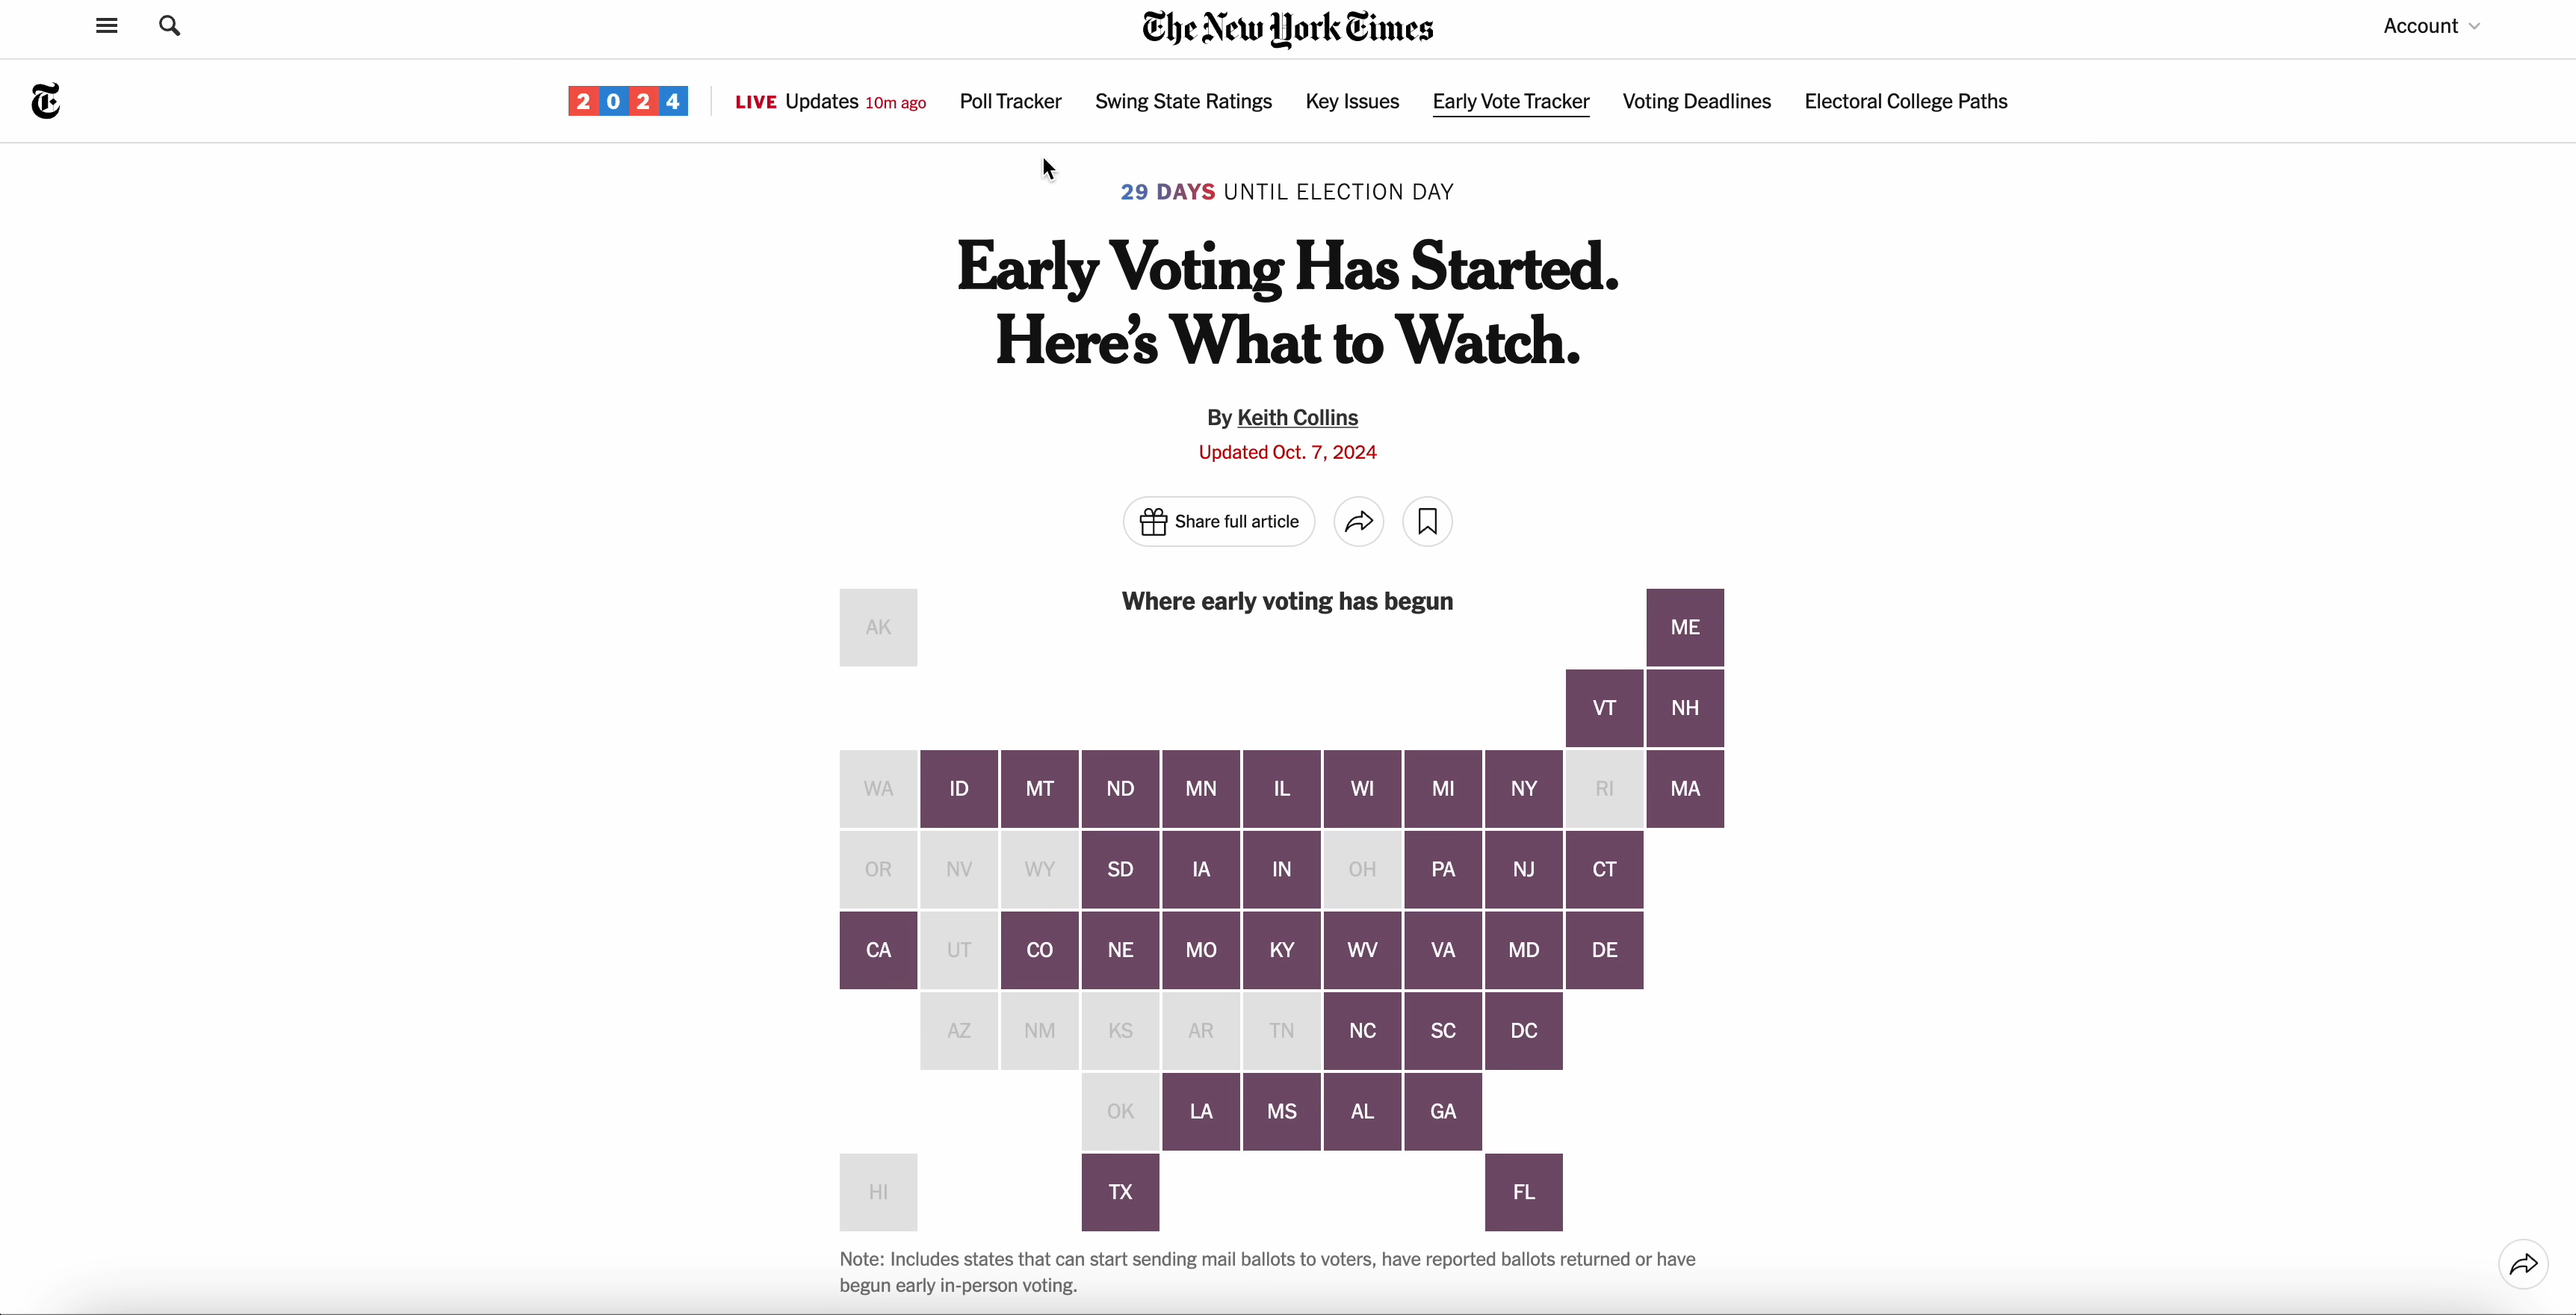 The New York Times
Account
2024
LIVE Updates 10m ago Poll Tracker Swing State Ratings Key Issues Early Vote Tracker Voting Deadlines Electoral College Paths
29 DAYS UNTIL ELECTION DAY
Early Voting Has Started.
Here’s What to Watch.
By Keith Collins
Updated Oct. 7, 2024
Share full article
Where early voting has begun
AK ME
VT NH
WA ID MT ND MN IL WI MI NY RI MA
OR NV WY SD IA IN OH PA NJ CT
CA UT CO NE MO KY WV VA MD DE
AZ NM KS AR TN NC SC DC
OK LA MS AL GA
HI TX FL
Note: Includes states that can start sending mail ballots to voters, have reported ballots returned or have
begun early in-person voting.